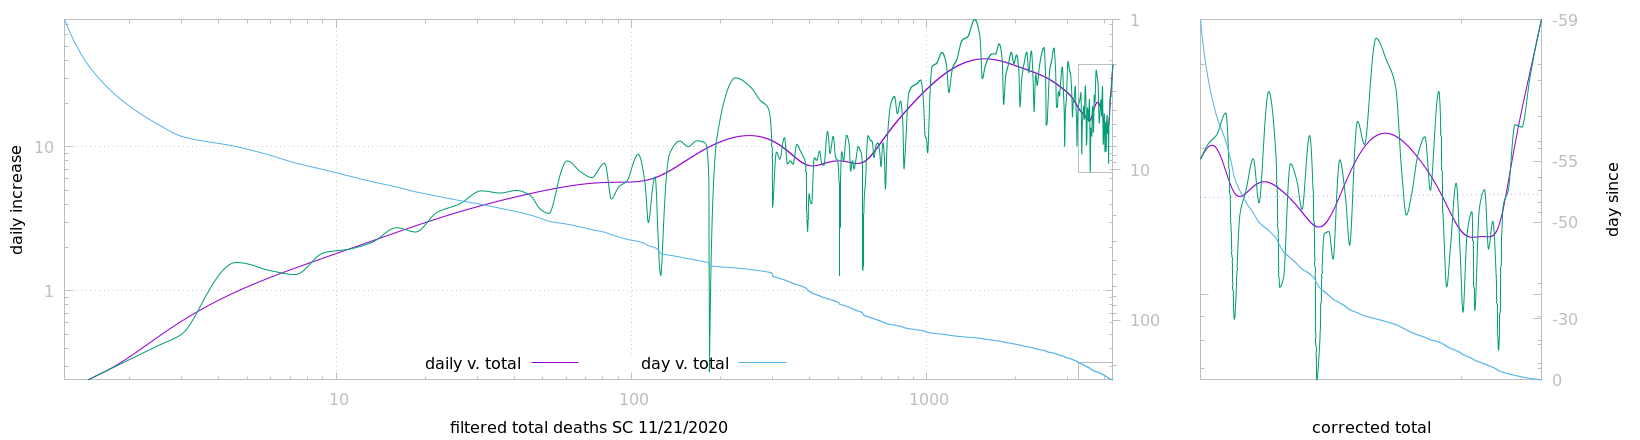 daily increase
10
1
daily v. total
day v. total
10
100
1000
filtered total deaths SC 11/21/2020
1
10
100
-59
-55
-50
-30
0
day since
corrected total